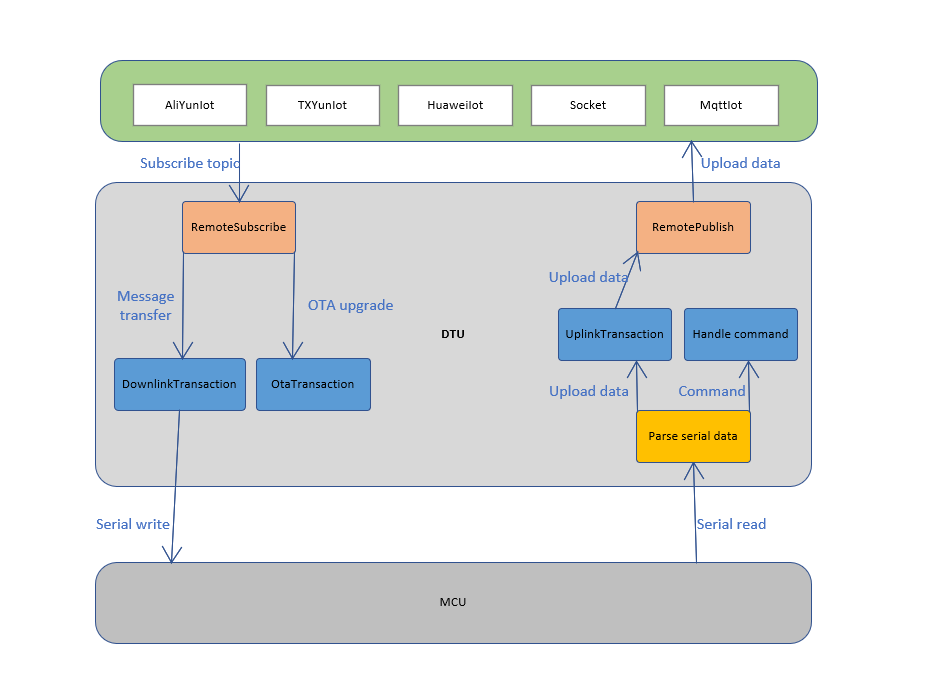 AliYunIot
TXYunIot
HuaweiIot
Socket
MqttIot
Subscribe topic
Upload data
RemoteSubscribe
RemotePublish
Upload data
Message
transfer
OTA upgrade
DTU
UplinkTransaction
Handle command
DownlinkTransaction
OtaTransaction
Upload data
Command
Parse serial data
Serial write
Serial read
MCU